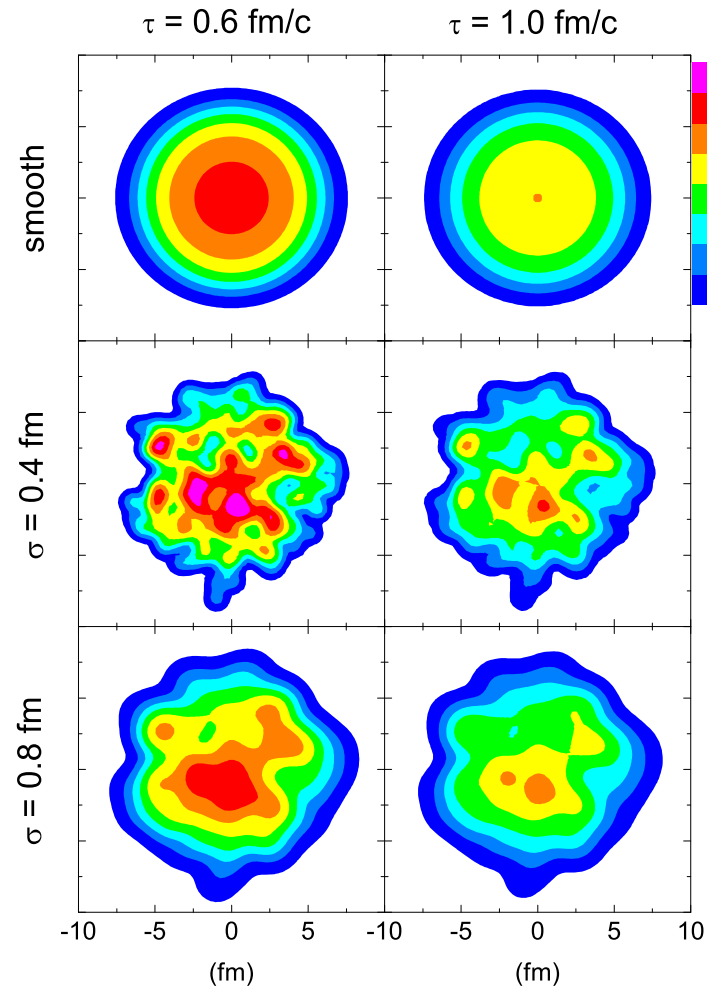 τ = 0.6 fm/c
τ = 1.0 fm/c
smooth
σ = 0.4 fm
σ = 0.8 fm
-10 -5 0 5 -10 -5 0 5 10
(fm) (fm)